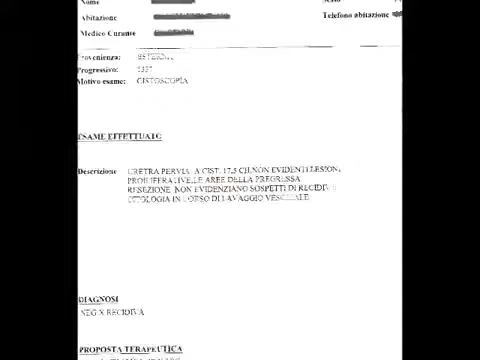 Nome
Abitazione
Telefono abitazione
Medico Curante
Provenienza: ESTERNI
Progressivo:
Motivo esame: CISTOSCOPIA
ESAME EFFETTUATO
Descrizione URETRA PERVIA A CIST. 17,5 CH.NON EVIDENTI LESIONI
PROLIFERATIVE.LE AREE DELLA PREGRESSA
RESEZIONE NON EVIDENZIANO SOSPETTI DI RECIDIVE
CITOLOGIA IN CORSO DI LAVAGGIO VESCICALE
DIAGNOSI
NEG X RECIDIVA
PROPOSTA TERAPEUTICA